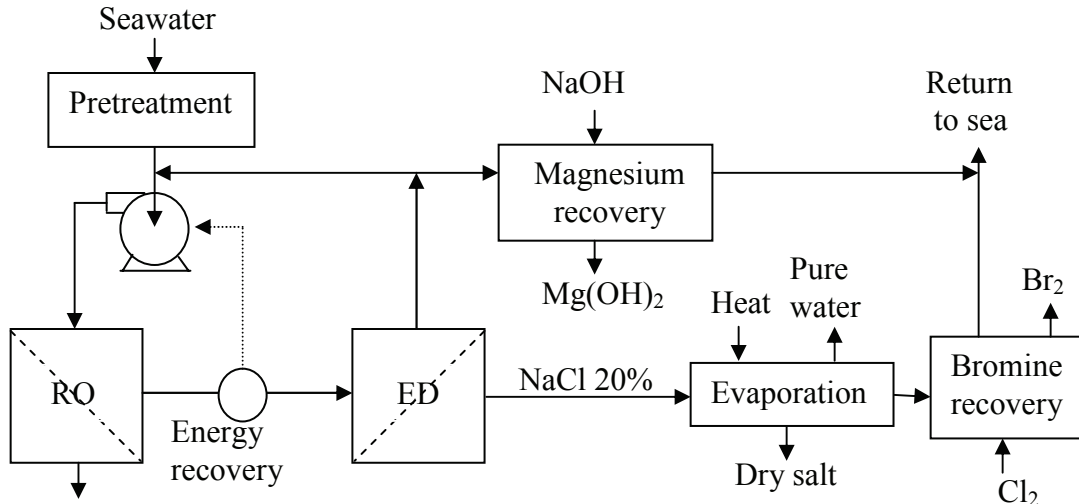 Seawater
Pretreatment
NaOH
Return
to sea
Magnesium
recovery
Mg(OH)2
Pure
water
Heat
Br2
RO
Energy
recovery
ED
NaCl 20%
Evaporation
Bromine
recovery
Dry salt
Cl2